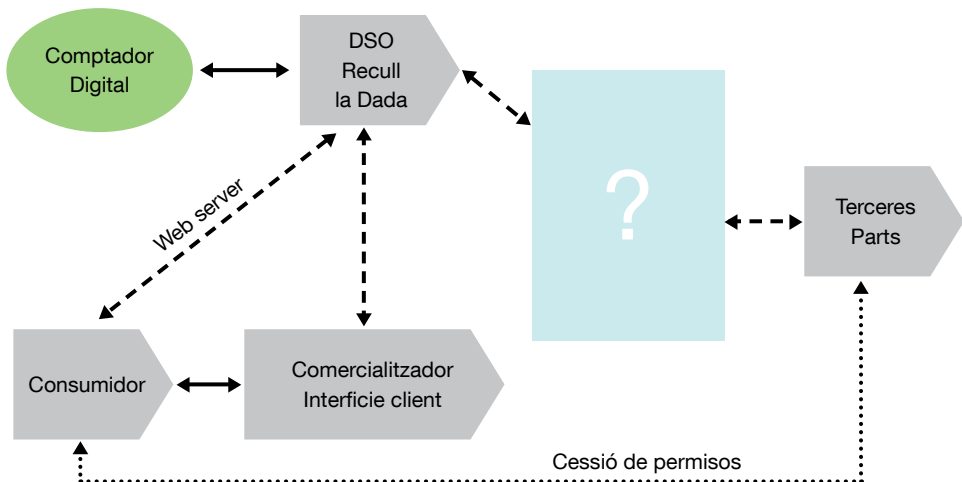 Comptador
Digital
DSO
Recull
la Dada
?
Terceres
Parts
Web server
Consumidor
Comercialitzador
Interficie client
Cessió de permisos